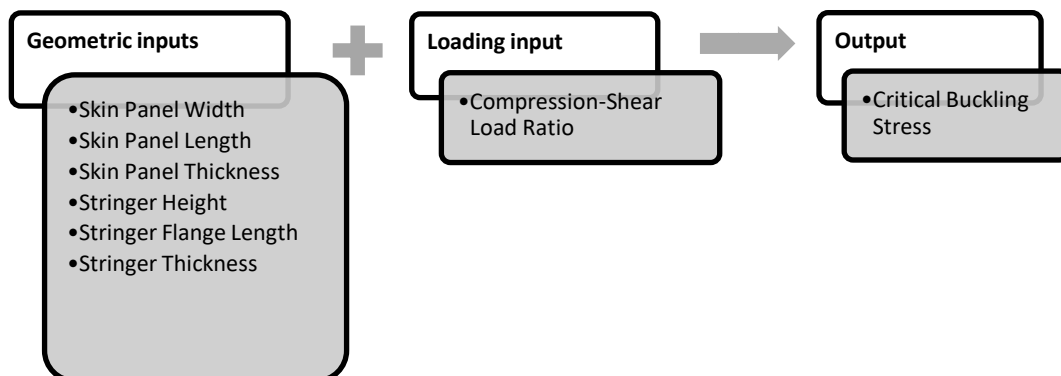 Geometric inputs
•Skin Panel Width
•Skin Panel Length
•Skin Panel Thickness
•Stringer Height
•Stringer Flange Length
•Stringer Thickness
Loading input
•Compression-Shear
Load Ratio
Output
•Critical Buckling
Stress